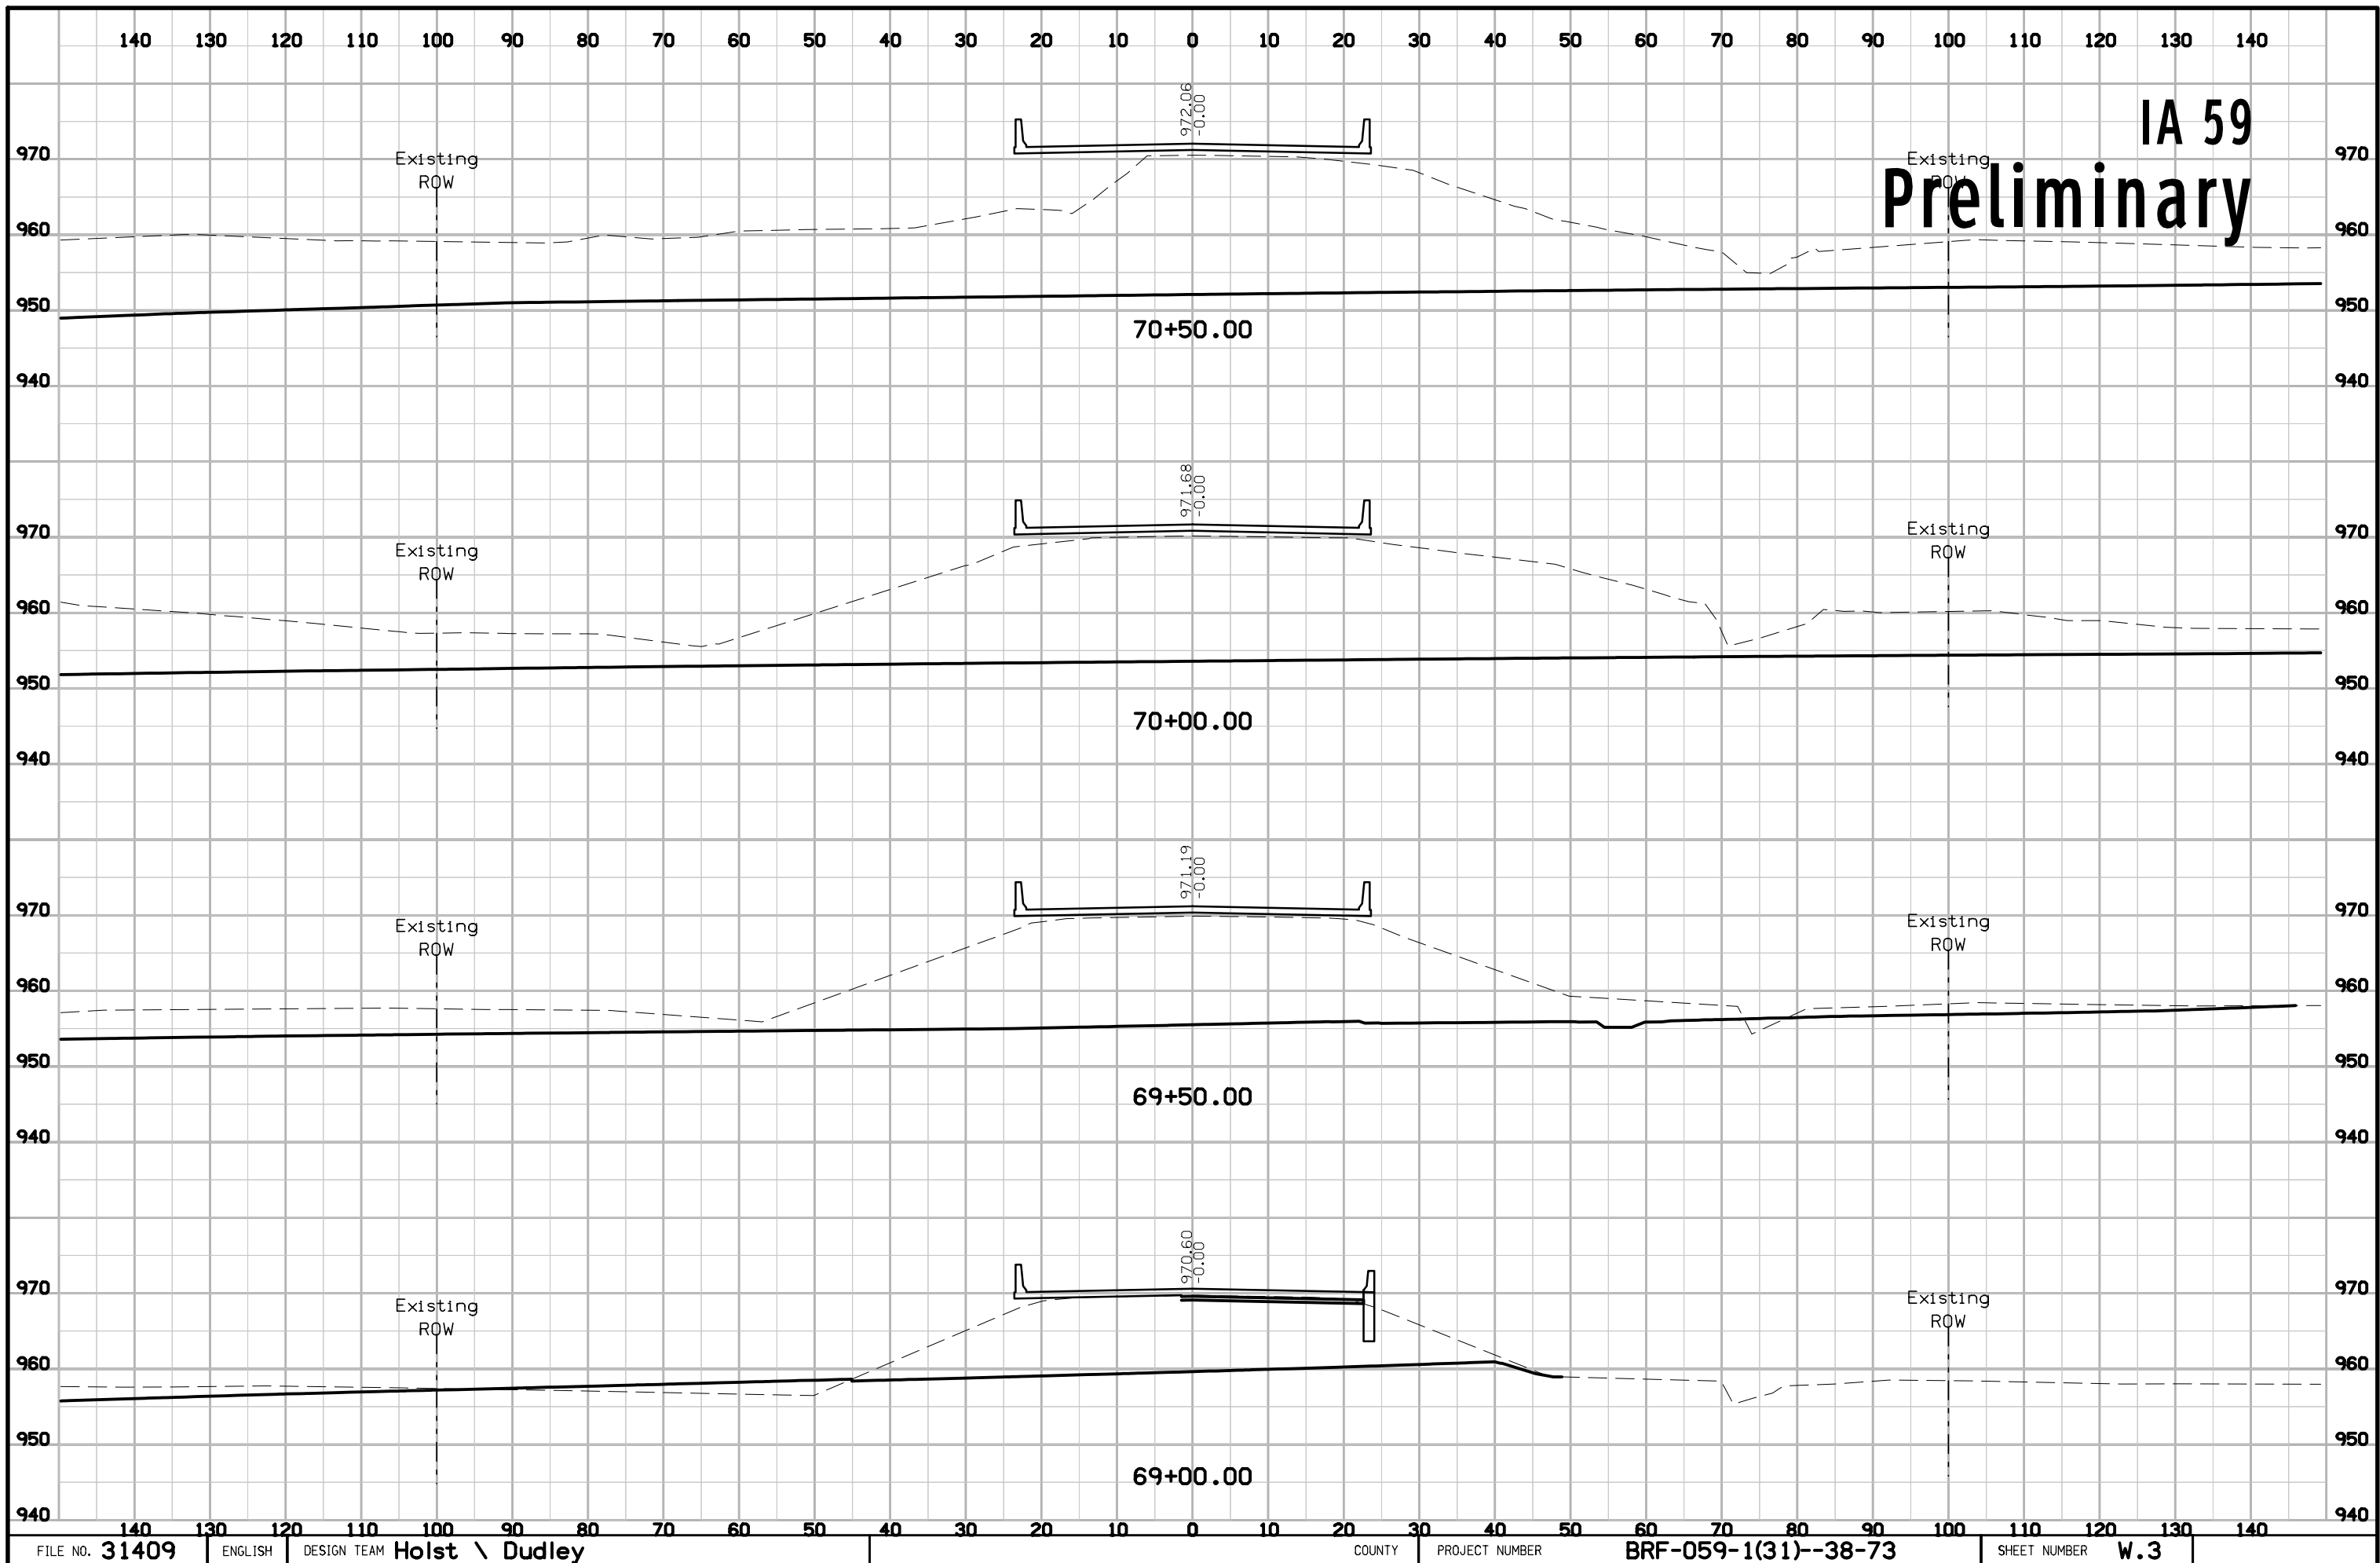 140 130 120 110 100 90 80 70 60 50 40 30 20 10 0 10 20 30 40 50 60 70 80 90 100 110 120 130 140
IA 59
Preliminary
972.06
-0.00
970 Existing Existing 970
ROW ROW
960 960
950 950
70+50.00
940 940
971.68
-0.00
970 Existing Existing 970
ROW ROW
960 960
950 950
70+00.00
940 940
971.19
-0.00
970 Existing Existing 970
ROW ROW
960 960
950 950
69+50.00
940 940
970.60
-0.00
970 Existing Existing 970
ROW ROW
960 960
950 950
69+00.00
940 940
140 130 120 110 100 90 80 70 60 50 40 30 20 10 0 10 20 30 40 50 60 70 80 90 100 110 120 130 140
FILE NO. 31409 ENGLISH DESIGN TEAM Holst \ Dudley COUNTY PROJECT NUMBER BRF-059-1(31)--38-73 SHEET NUMBER W.3